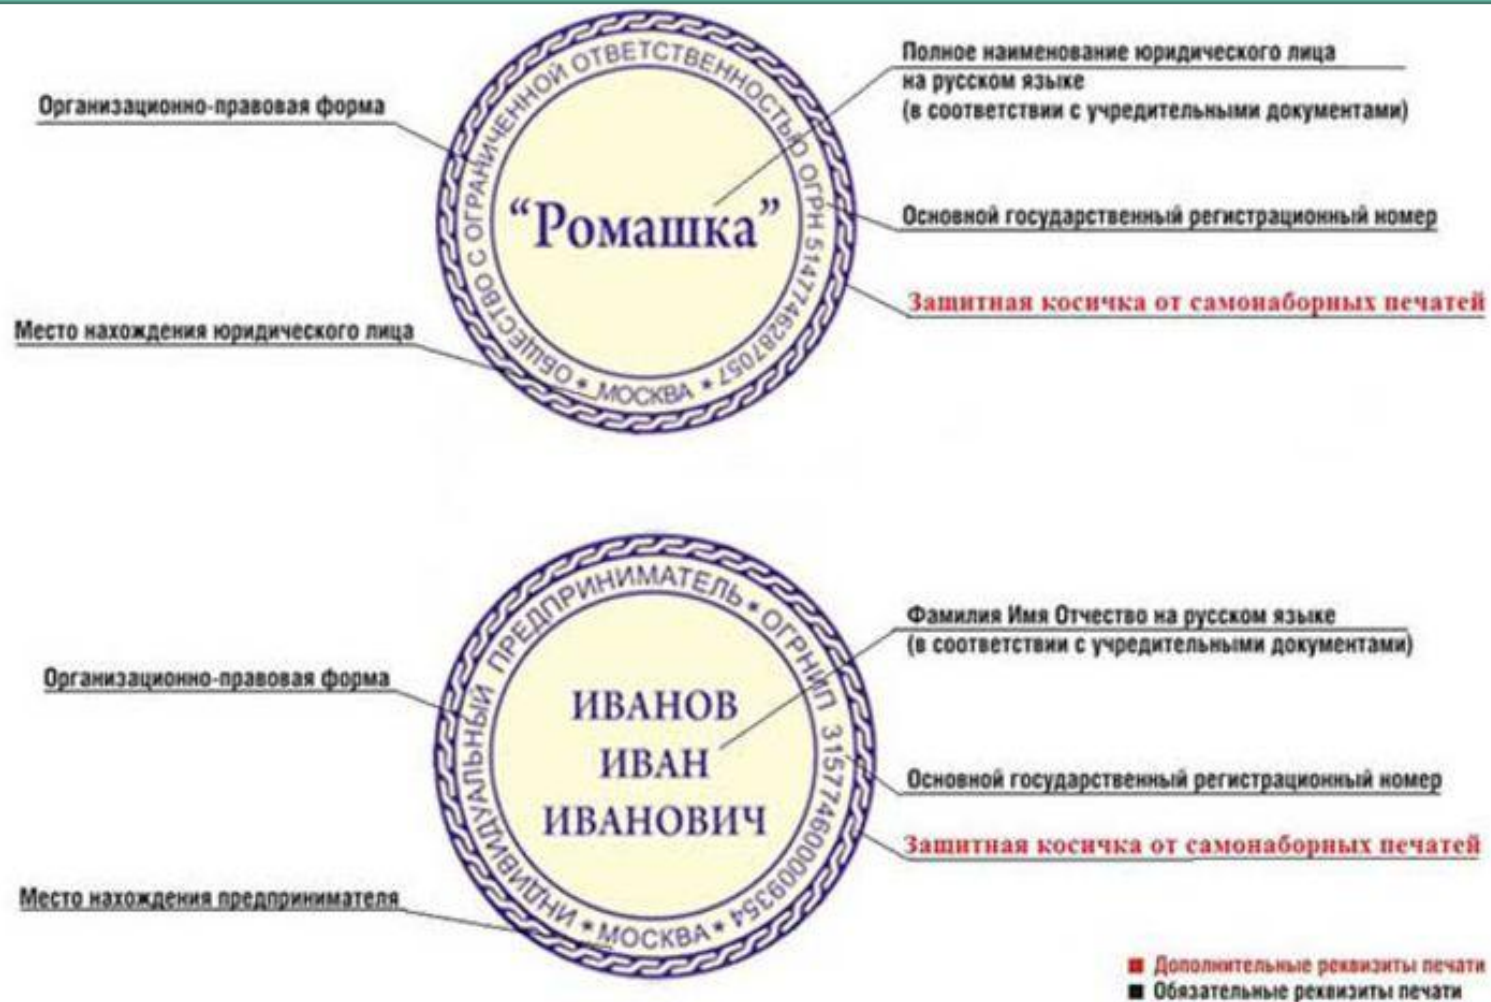 Организационно-правовая форма
Полное наименование юридического лица
на русском языке
(в соответствии с учредительными документами)
ОБЩЕСТВО С ОГРАНИЧЕННОЙ ОТВЕТСТВЕННОСТЬЮ ОГРН 5147746287057 * МОСКВА *
“Ромашка”
Основной государственный регистрационный номер
Защитная косичка от самонаборных печатей
Место нахождения юридического лица
Фамилия Имя Отчество на русском языке
(в соответствии с учредительными документами)
Организационно-правовая форма
ИНДИВИДУАЛЬНЫЙ ПРЕДПРИНИМАТЕЛЬ * ОГРНИП 315774600009354 * МОСКВА *
ИВАНОВ
ИВАН
ИВАНОВИЧ
Основной государственный регистрационный номер
Защитная косичка от самонаборных печатей
Место нахождения предпринимателя
Дополнительные реквизиты печати
Обязательные реквизиты печати